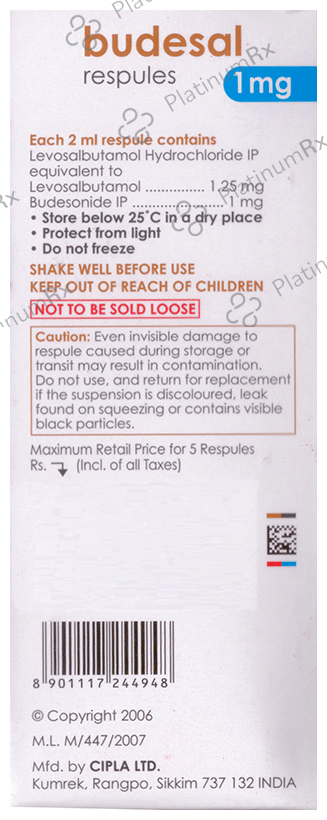 budesal
respules
1mg
Each 2 ml respule contains
Levosalbutamol Hydrochloride IP
equivalent to
Levosalbutamol ............... 1.25 mg
Budesonide IP ....................... 1 mg
• Store below 25°C in a dry place
• Protect from light
• Do not freeze
SHAKE WELL BEFORE USE
KEEP OUT OF REACH OF CHILDREN
NOT TO BE SOLD LOOSE
Caution: Even invisible damage to
respule caused during storage or
transit may result in contamination.
Do not use, and return for replacement
if the suspension is discoloured, leak
found on squeezing or contains visible
black particles.
Maximum Retail Price for 5 Respules
Rs. (Incl. of all Taxes)
8 901117 244948
© Copyright 2006
M.L. M/447/2007
Mfd. by CIPLA LTD.
Kumrek, Rangpo, Sikkim 737 132 INDIA
PlatinumRx
PlatinumRx
PlatinumRx